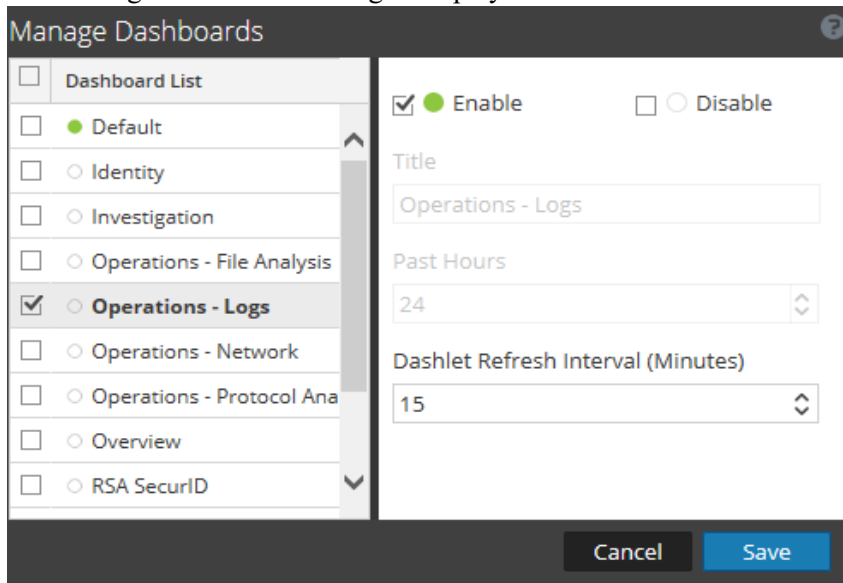 Manage Dashboards
Dashboard List
Default
Identity
Investigation
Operations - File Analysis
Operations - Logs
Operations - Network
Operations - Protocol Ana
Overview
RSA SecurID
Enable
Disable
Title
Operations - Logs
Past Hours
24
Dashlet Refresh Interval (Minutes)
15
Cancel
Save